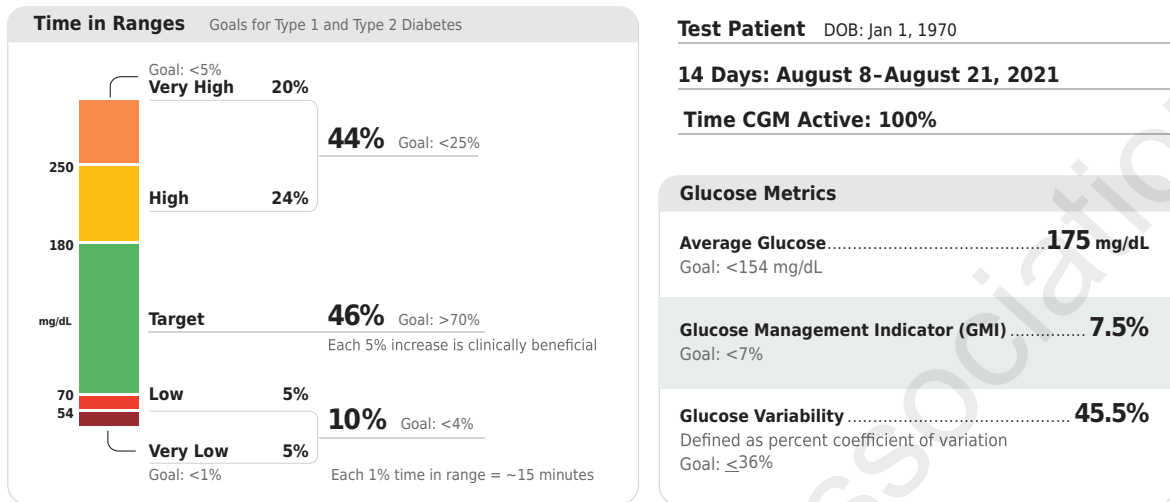 Time in Ranges Goals for Type 1 and Type 2 Diabetes
Goal: <5%
Very High 20%
44% Goal: <25%
250
High 24%
180
mg/dL
Target 46% Goal: >70%
Each 5% increase is clinically beneficial
70
Low 5%
54
10% Goal: <4%
Very Low 5%
Goal: <1%
Each 1% time in range = ~15 minutes
Test Patient DOB: Jan 1, 1970
14 Days: August 8–August 21, 2021
Time CGM Active: 100%
Glucose Metrics
Average Glucose..........................................175 mg/dL
Goal: <154 mg/dL
Glucose Management Indicator (GMI)...............7.5%
Goal: <7%
Glucose Variability............................................45.5%
Defined as percent coefficient of variation
Goal: ≤36%
ssociatio